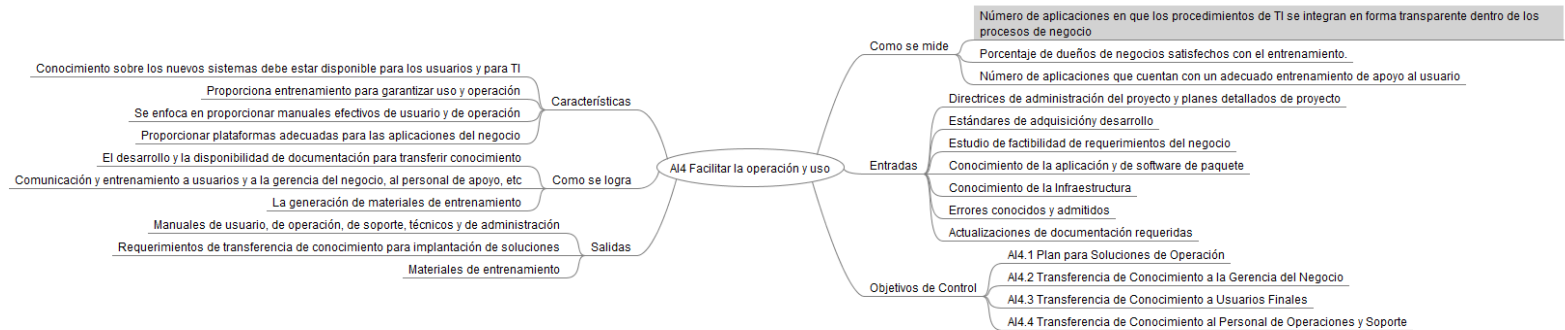 Conocimiento sobre los nuevos sistemas debe estar disponible para los usuarios y para TI
Proporciona entrenamiento para garantizar uso y operación
Se enfoca en proporcionar manuales efectivos de usuario y de operación
Proporcionar plataformas adecuadas para las aplicaciones del negocio
Características
El desarrollo y la disponibilidad de documentación para transferir conocimiento
Comunicación y entrenamiento a usuarios y a la gerencia del negocio, al personal de apoyo, etc
La generación de materiales de entrenamiento
Como se logra
Manuales de usuario, de operación, de soporte, técnicos y de administración
Requerimientos de transferencia de conocimiento para implantación de soluciones
Materiales de entrenamiento
Salidas
AI4 Facilitar la operación y uso
Como se mide
Número de aplicaciones en que los procedimientos de TI se integran en forma transparente dentro de los
procesos de negocio
Porcentaje de dueños de negocios satisfechos con el entrenamiento.
Número de aplicaciones que cuentan con un adecuado entrenamiento de apoyo al usuario
Entradas
Directrices de administración del proyecto y planes detallados de proyecto
Estándares de adquisicióny desarrollo
Estudio de factibilidad de requerimientos del negocio
Conocimiento de la aplicación y de software de paquete
Conocimiento de la Infraestructura
Errores conocidos y admitidos
Actualizaciones de documentación requeridas
Objetivos de Control
AI4.1 Plan para Soluciones de Operación
AI4.2 Transferencia de Conocimiento a la Gerencia del Negocio
AI4.3 Transferencia de Conocimiento a Usuarios Finales
AI4.4 Transferencia de Conocimiento al Personal de Operaciones y Soporte